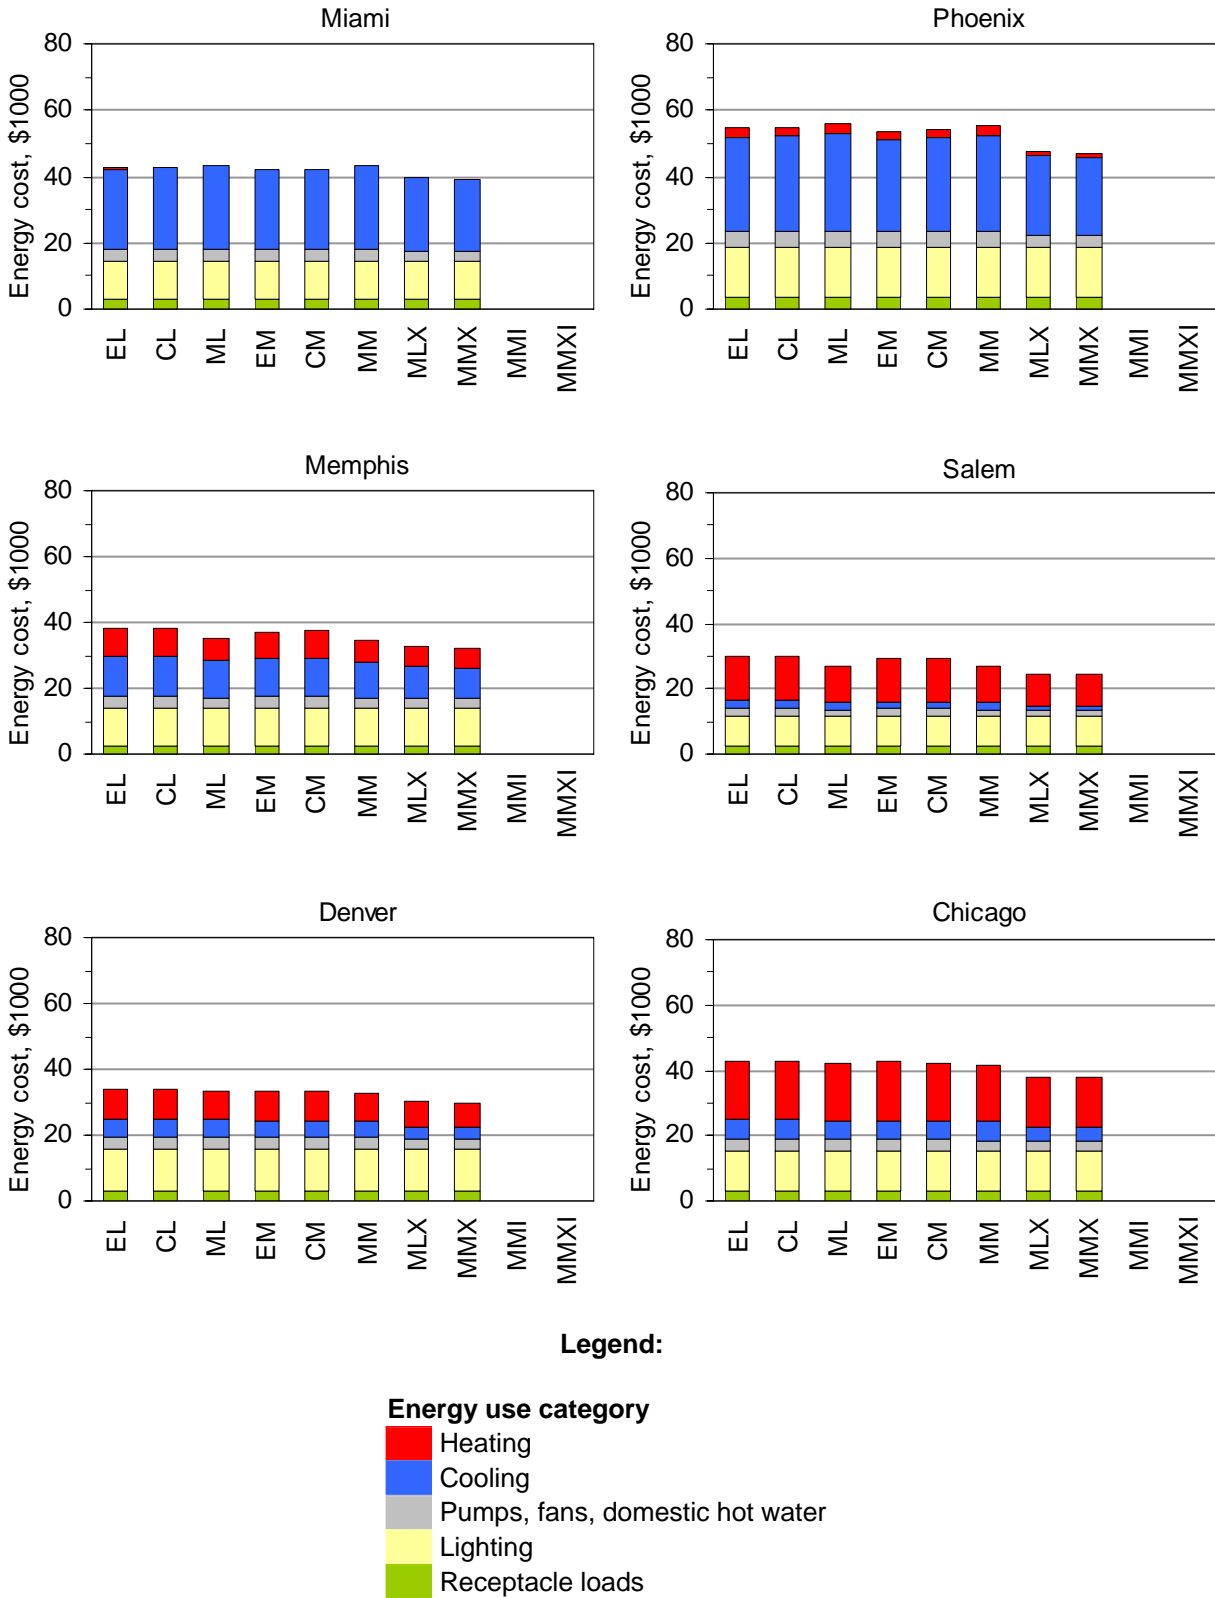 Miami
Energy cost, $1000
80
60
40
20
0
EL
CL
ML
EM
CM
MM
MLX
MMX
MMI
MMXI
Phoenix
Energy cost, $1000
80
60
40
20
0
EL
CL
ML
EM
CM
MM
MLX
MMX
MMI
MMXI
Memphis
Energy cost, $1000
80
60
40
20
0
EL
CL
ML
EM
CM
MM
MLX
MMX
MMI
MMXI
Salem
Energy cost, $1000
80
60
40
20
0
EL
CL
ML
EM
CM
MM
MLX
MMX
MMI
MMXI
Denver
Energy cost, $1000
80
60
40
20
0
EL
CL
ML
EM
CM
MM
MLX
MMX
MMI
MMXI
Chicago
Energy cost, $1000
80
60
40
20
0
EL
CL
ML
EM
CM
MM
MLX
MMX
MMI
MMXI
Legend:
Energy use category
Heating
Cooling
Pumps, fans, domestic hot water
Lighting
Receptacle loads